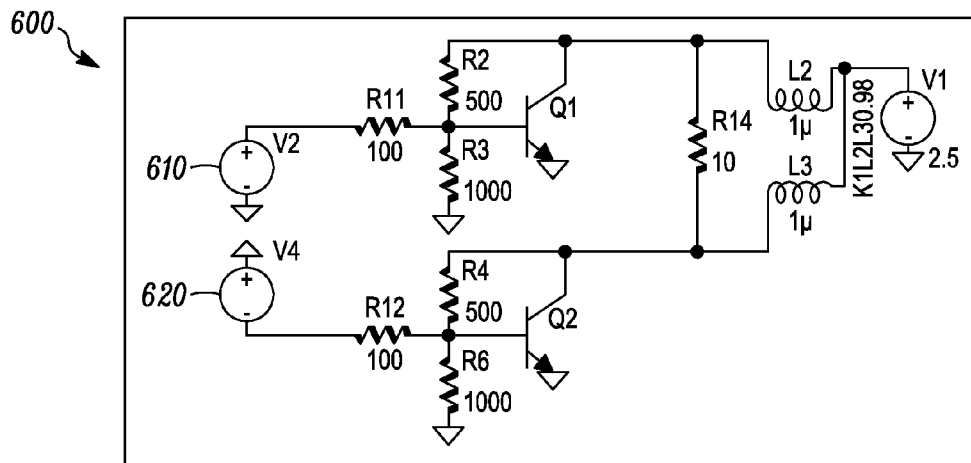 600
R2
500
Q1
R11
100
V2
+
-
610
R3
1000
R14
10
L2
1µ
K1L2L30.98
V1
+
-
2.5
L3
1µ
V4
+
-
620
R4
500
Q2
R12
100
R6
1000